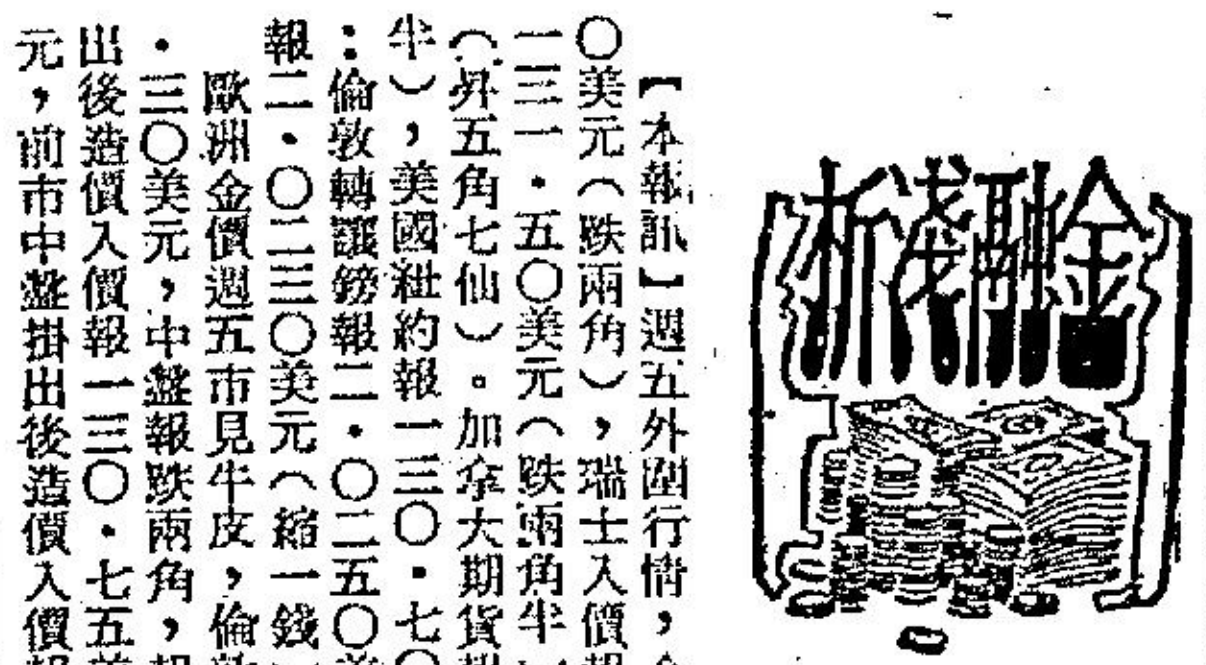 金融淺析
【本報訊】週五外圍行情，
〇美元（跌兩角），瑞士入價報
一三一・五〇美元（跌兩角半
（昇五角七仙）。加拿大期貨
半），美國紐約報一三〇・七〇
：倫敦轉讓鎊報二・〇二五〇
報二・〇二三〇美元（縮一錢
歐洲金價週五市見牛皮，倫敦
・三〇美元，中盤報跌兩角，報
出後造價入價報一三〇・七五美
元，前市中盤掛出後造價入價報